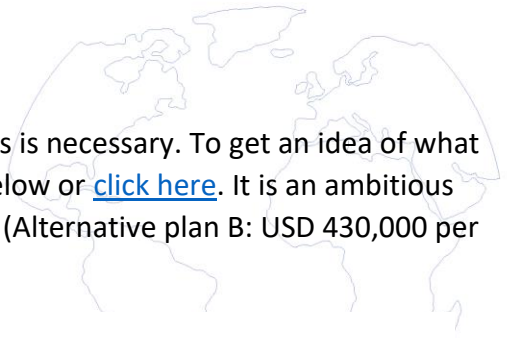 s is necessary. To get an idea of what
elow or click here. It is an ambitious
(Alternative plan B: USD 430,000 per